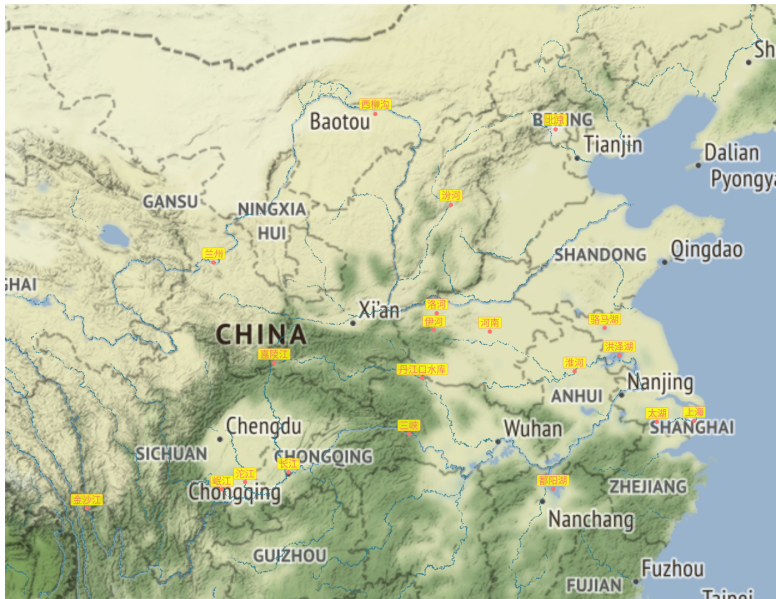 Sh
西柳沟
Baotou
BEIJING
Tianjin
Dalian
Pyongya
GANSU
汾河
NINGXIA
HUI
兰州
SHANDONG
Qingdao
GHAI
洛河
Xi'an
伊河
河南
骆马湖
CHINA
嘉陵江
洪泽湖
丹江口水库
淮河
Nanjing
ANHUI
太湖
上海
SHANGHAI
Chengdu
三峡
Wuhan
SICHUAN
CHONGQING
长江
沱江
岷江
Chongqing
鄱阳湖
ZHEJIANG
金沙江
Nanchang
GUIZHOU
Fuzhou
FUJIAN
Taipei